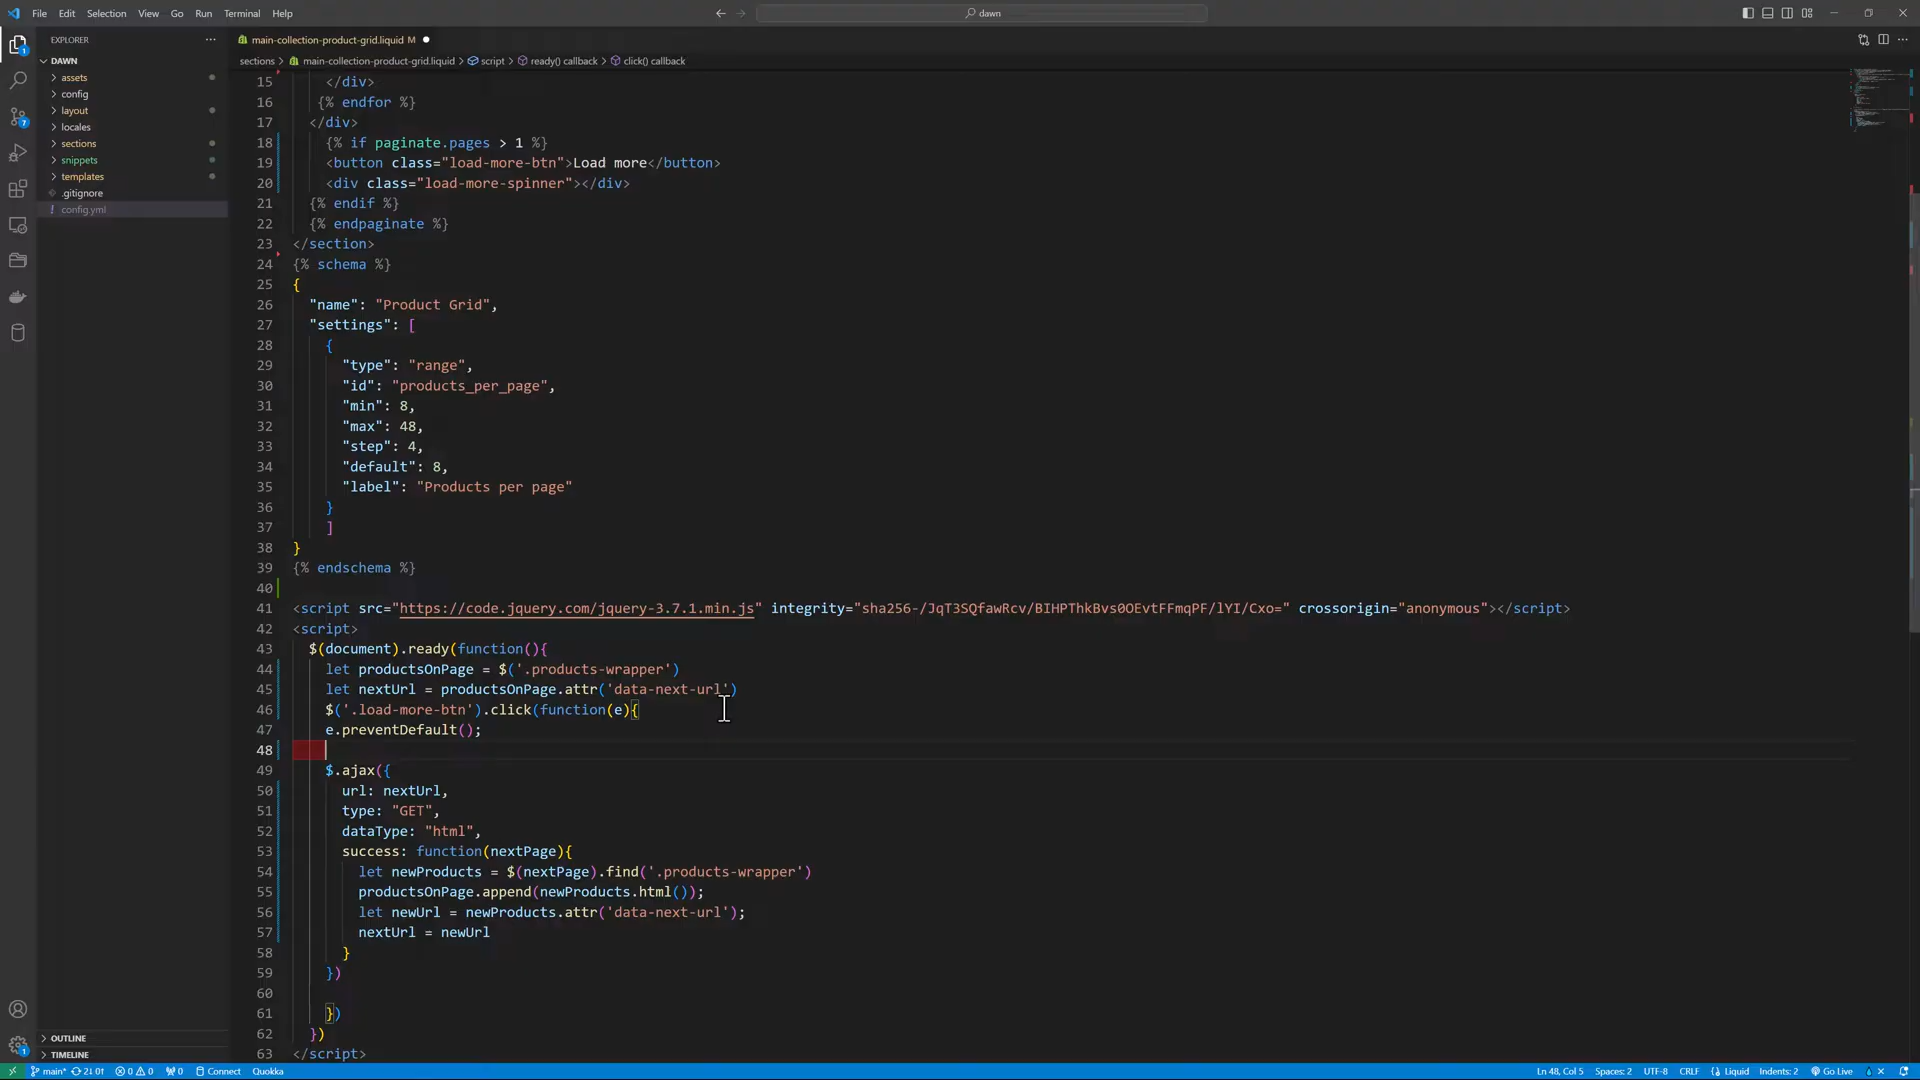 File Edit Selection View Go Run Terminal Help
dawn
EXPLORER
main-collection-product-grid.liquid M
DAWN
sections > main-collection-product-grid.liquid > script > ready() callback > click() callback
assets
config
layout
locales
sections
snippets
templates
.gitignore
! config.yml
15 </div>
16 {% endfor %}
17 </div>
18 {% if paginate.pages > 1 %}
19 <button class="load-more-btn">Load more</button>
20 <div class="load-more-spinner"></div>
21 {% endif %}
22 {% endpaginate %}
23 </section>
24 {% schema %}
25 {
26 "name": "Product Grid",
27 "settings": [
28 {
29 "type": "range",
30 "id": "products_per_page",
31 "min": 8,
32 "max": 48,
33 "step": 4,
34 "default": 8,
35 "label": "Products per page"
36 }
37 ]
38 }
39 {% endschema %}
40
41 <script src="https://code.jquery.com/jquery-3.7.1.min.js" integrity="sha256-/JqT3SQfawRcv/BIHPThkBvs0OEvtFFmqPF/lYI/Cxo=" crossorigin="anonymous"></script>
42 <script>
43 $(document).ready(function(){
44 let productsOnPage = $('.products-wrapper')
45 let nextUrl = productsOnPage.attr('data-next-url')
46 $('.load-more-btn').click(function(e){
47 e.preventDefault();
48
49 $.ajax({
50 url: nextUrl,
51 type: "GET",
52 dataType: "html",
53 success: function(nextPage){
54 let newProducts = $(nextPage).find('.products-wrapper')
55 productsOnPage.append(newProducts.html());
56 let newUrl = newProducts.attr('data-next-url');
57 nextUrl = newUrl
58 }
59 })
60
61 })
62 })
63 </script>
OUTLINE
TIMELINE
main* 2↓ 0↑ 0 0 0 Connect Quokka
Ln 48, Col 5 Spaces: 2 UTF-8 CRLF Liquid Indents: 2 Go Live